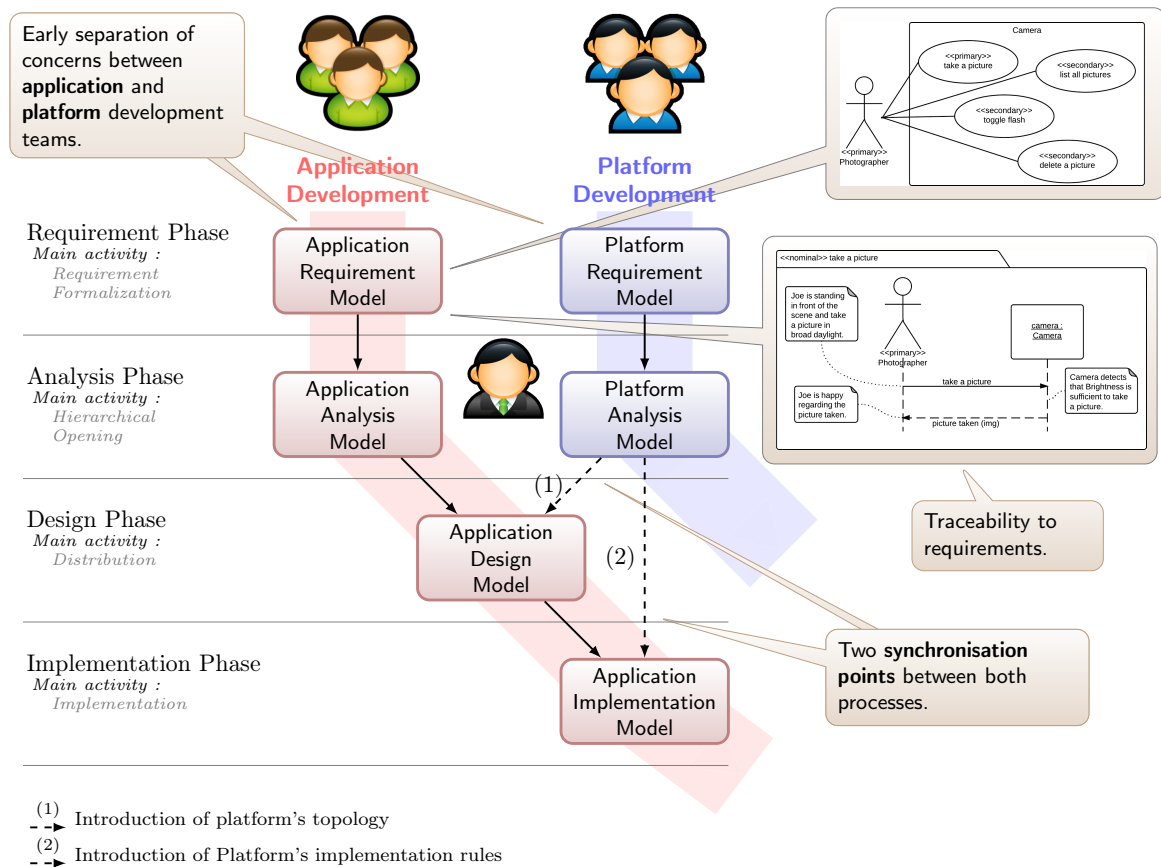 Early separation of
concerns between
application and
platform development
teams.
Application
Development
Platform
Development
Camera
<<primary>>
take a picture
<<secondary>>
list all pictures
<<secondary>>
toggle flash
<<secondary>>
delete a picture
<<primary>>
Photographer
Requirement Phase
Main activity :
Requirement
Formalization
Application
Requirement
Model
Platform
Requirement
Model
<<nominal>> take a picture
Joe is standing
in front of the
scene and take
a picture in
broad daylight.
<<primary>>
Photographer
camera :
Camera
take a picture
Camera detects
that Brightness is
sufficient to take
a picture.
Joe is happy
regarding the
picture taken.
picture taken (img)
Analysis Phase
Main activity :
Hierarchical
Opening
Application
Analysis
Model
Platform
Analysis
Model
(1)
Traceability to
requirements.
Design Phase
Main activity :
Distribution
Application
Design
Model
(2)
Two synchronisation
points between both
processes.
Implementation Phase
Main activity :
Implementation
Application
Implementation
Model
(1) Introduction of platform's topology
(2) Introduction of Platform's implementation rules